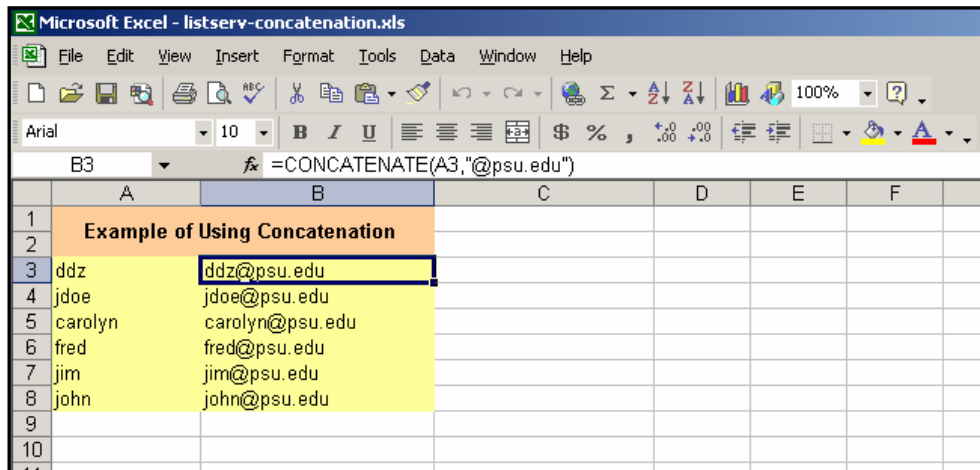 Microsoft Excel - listserv-concatenation.xls
File Edit View Insert Format Tools Data Window Help
ABC Σ A Z Z A 100% ?
Arial 10 B I U $ % , .00 .00 A
B3 fx =CONCATENATE(A3,"@psu.edu")
A B C D E F
1
Example of Using Concatenation
2
3 ddz ddz@psu.edu
4 jdoe jdoe@psu.edu
5 carolyn carolyn@psu.edu
6 fred fred@psu.edu
7 jim jim@psu.edu
8 john john@psu.edu
9
10